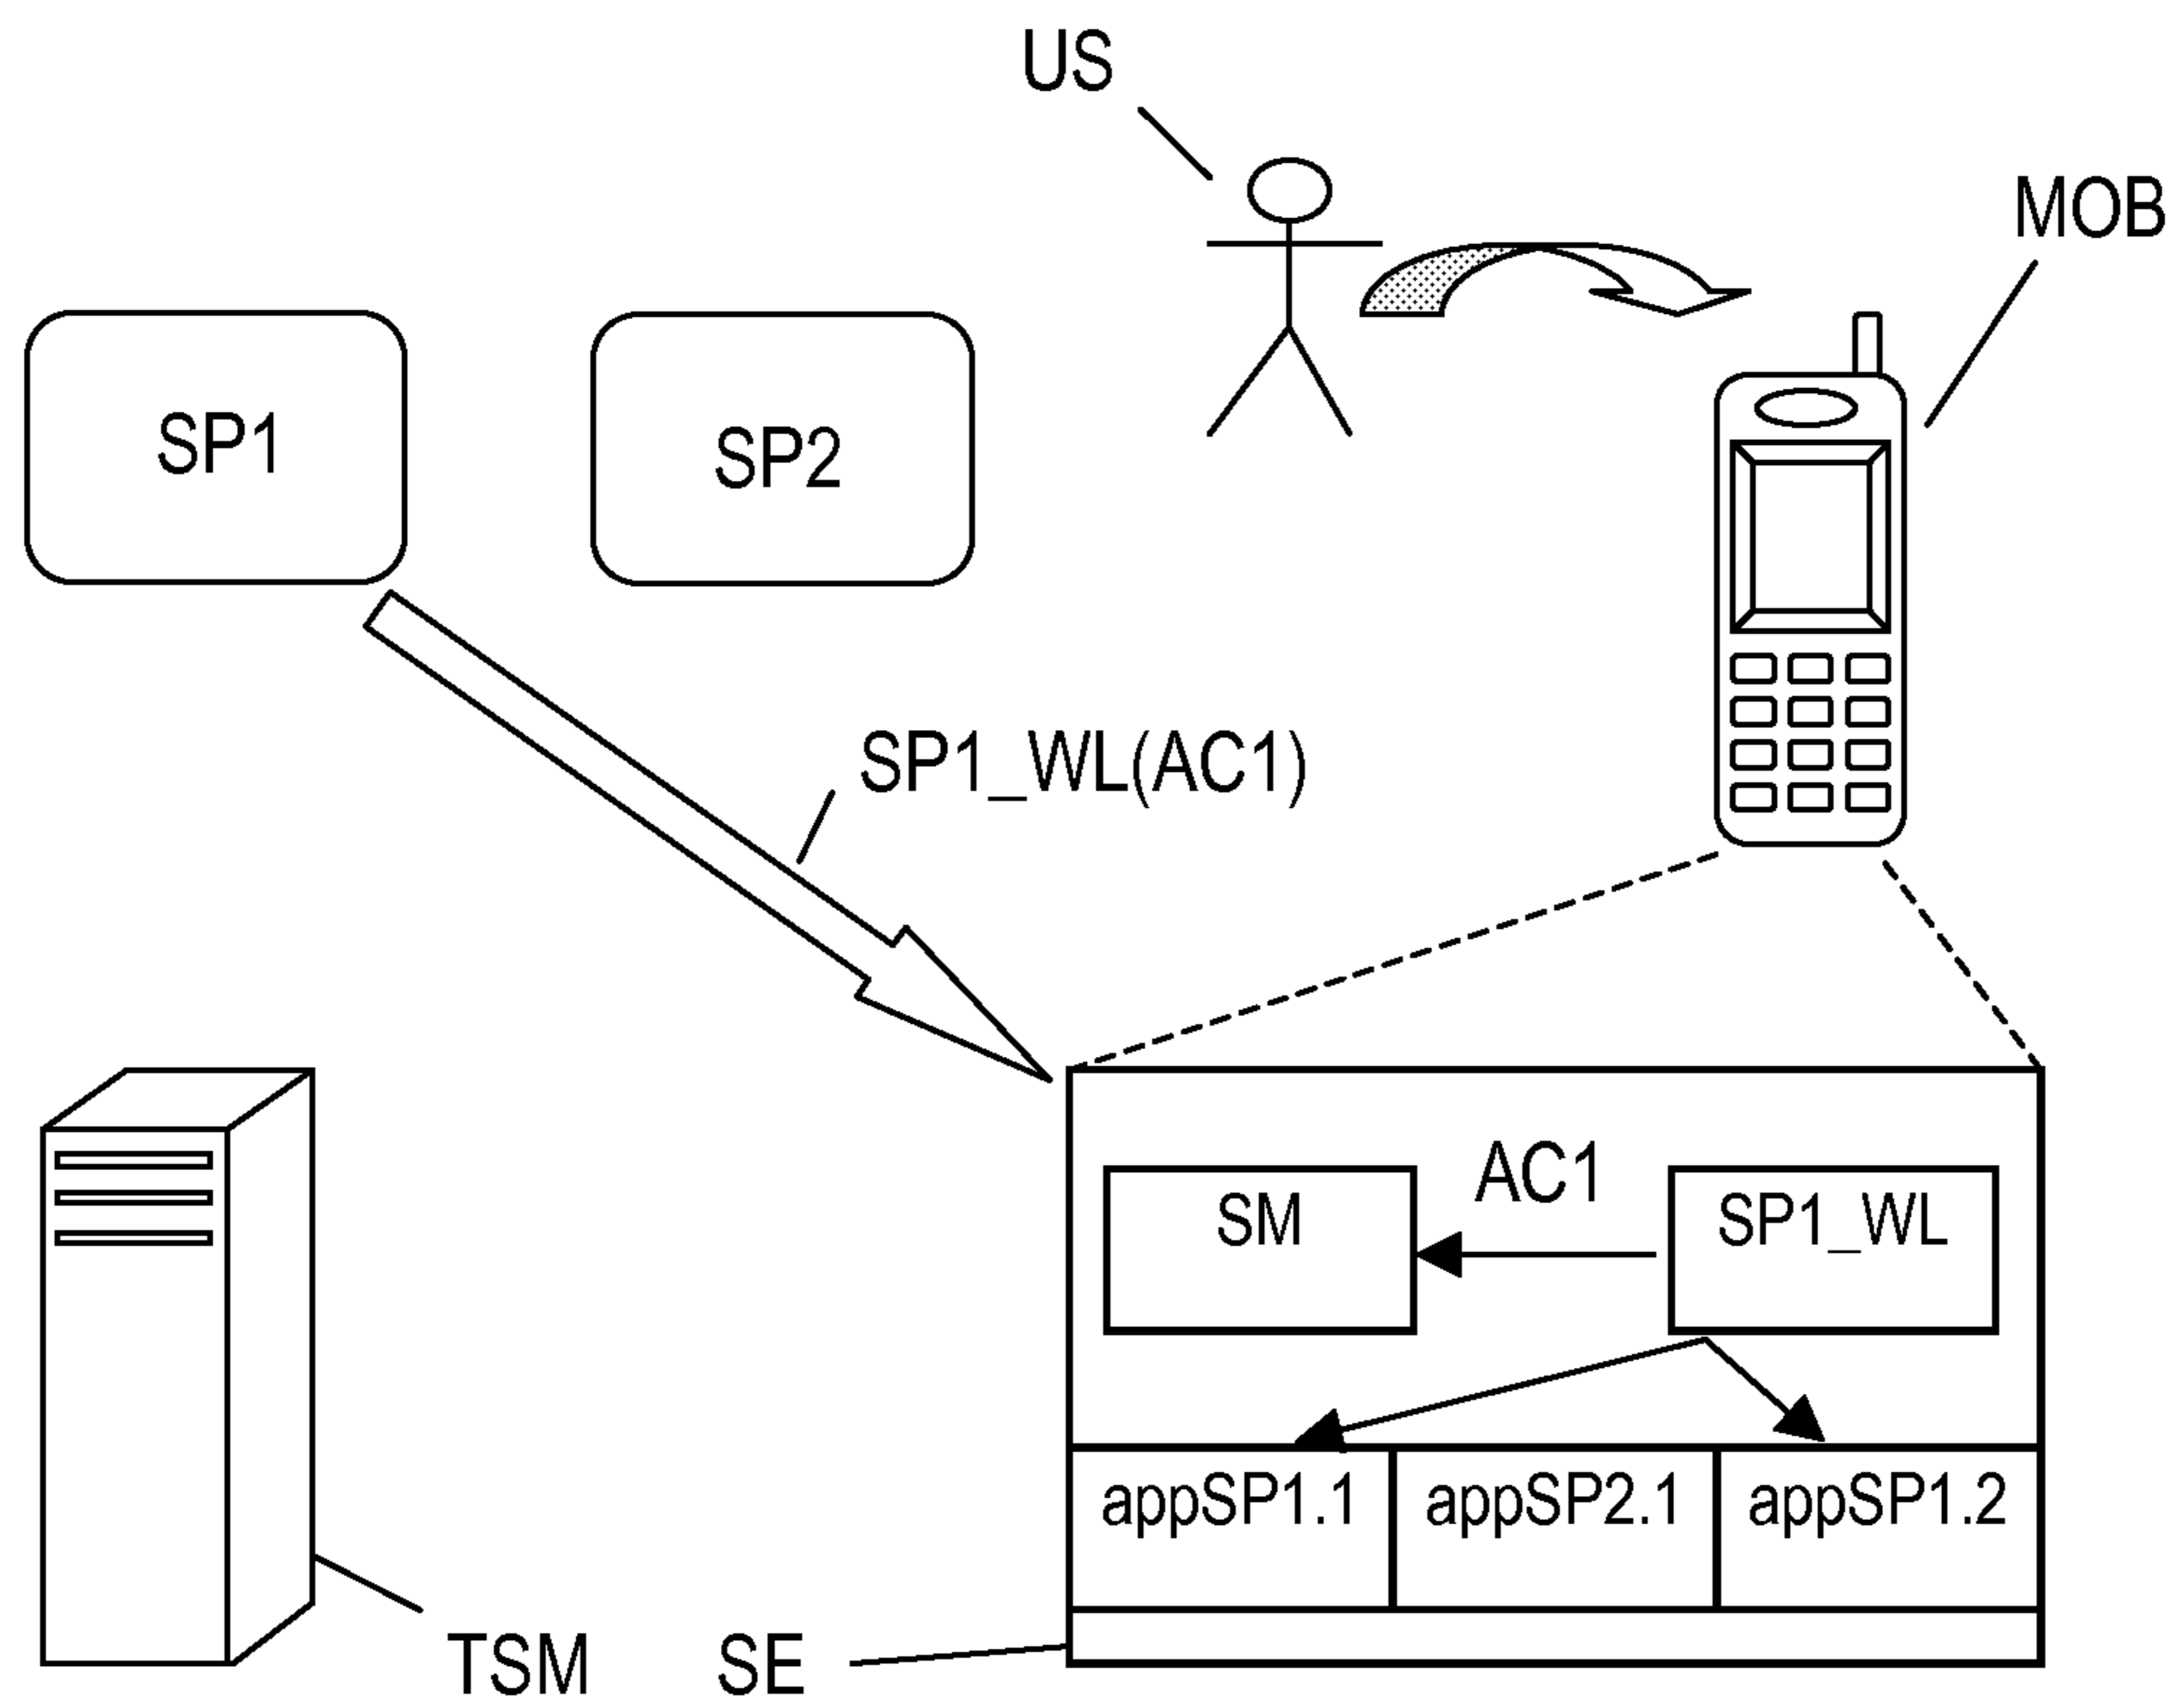 US
MOB
SP1
SP2
SP1_WL(AC1)
AC1
SM
SP1_WL
appSP1.1
appSP2.1
appSP1.2
TSM
SE